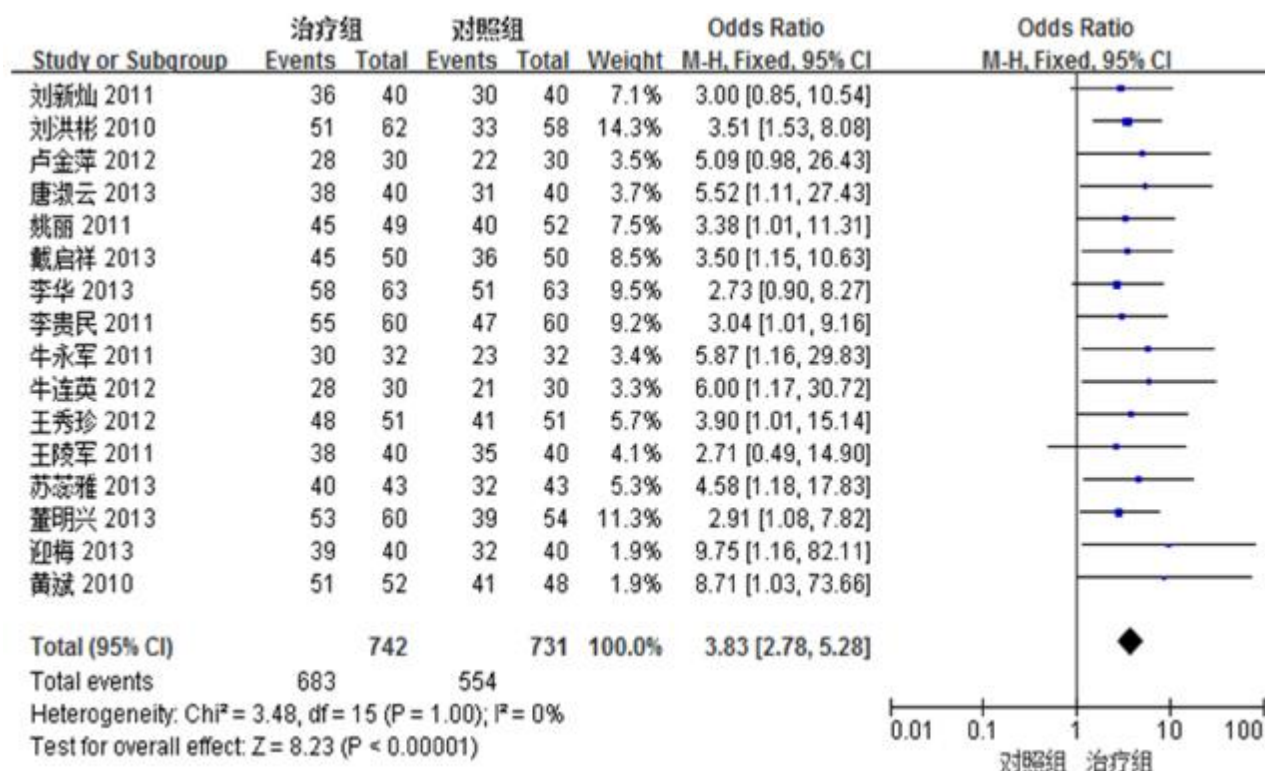 治疗组 对照组 Odds Ratio Odds Ratio
Study or Subgroup Events Total Events Total Weight M-H, Fixed, 95% CI M-H, Fixed, 95% CI
刘新灿 2011 36 40 30 40 7.1% 3.00 [0.85, 10.54]
刘洪彬 2010 51 62 33 58 14.3% 3.51 [1.53, 8.08]
卢金萍 2012 28 30 22 30 3.5% 5.09 [0.98, 26.43]
唐淑云 2013 38 40 31 40 3.7% 5.52 [1.11, 27.43]
姚丽 2011 45 49 40 52 7.5% 3.38 [1.01, 11.31]
戴启祥 2013 45 50 36 50 8.5% 3.50 [1.15, 10.63]
李华 2013 58 63 51 63 9.5% 2.73 [0.90, 8.27]
李贵民 2011 55 60 47 60 9.2% 3.04 [1.01, 9.16]
牛永军 2011 30 32 23 32 3.4% 5.87 [1.16, 29.83]
牛连英 2012 28 30 21 30 3.3% 6.00 [1.17, 30.72]
王秀珍 2012 48 51 41 51 5.7% 3.90 [1.01, 15.14]
王陵军 2011 38 40 35 40 4.1% 2.71 [0.49, 14.90]
苏蕊雅 2013 40 43 32 43 5.3% 4.58 [1.18, 17.83]
董明兴 2013 53 60 39 54 11.3% 2.91 [1.08, 7.82]
迎梅 2013 39 40 32 40 1.9% 9.75 [1.16, 82.11]
黄斌 2010 51 52 41 48 1.9% 8.71 [1.03, 73.66]
Total (95% CI) 742 731 100.0% 3.83 [2.78, 5.28]
Total events 683 554
Heterogeneity: Chi² = 3.48, df = 15 (P = 1.00); I² = 0%
Test for overall effect: Z = 8.23 (P < 0.00001)
0.01 0.1 1 10 100
对照组 治疗组